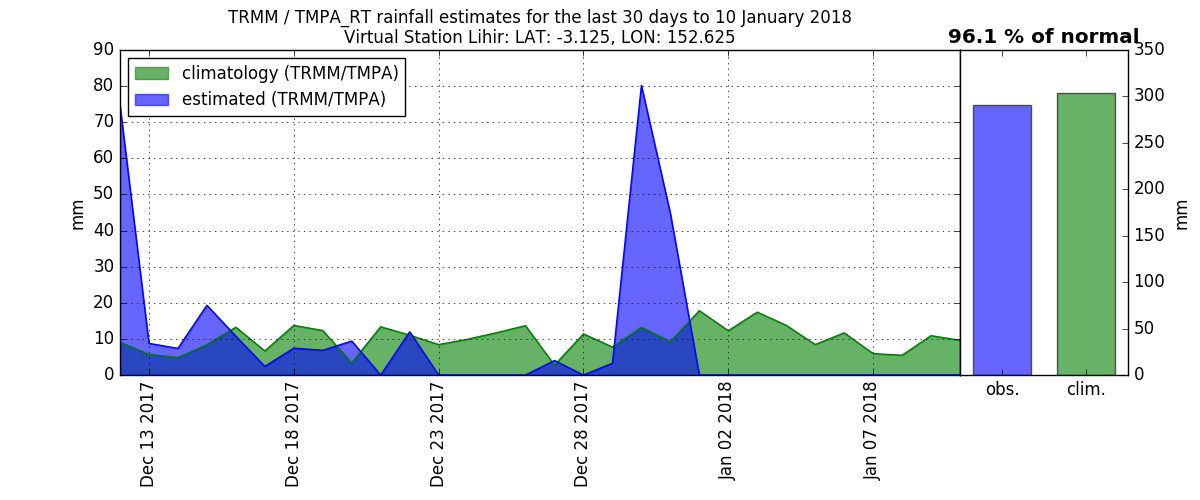 TRMM / TMPA_RT rainfall estimates for the last 30 days to 10 January 2018
Virtual Station Lihir: LAT: -3.125, LON: 152.625
96.1 % of normal
climatology (TRMM/TMPA)
estimated (TRMM/TMPA)
mm
90
80
70
60
50
40
30
20
10
0
Dec 13 2017
Dec 18 2017
Dec 23 2017
Dec 28 2017
Jan 02 2018
Jan 07 2018
obs.
clim.
350
300
250
200
150
100
50
0
mm